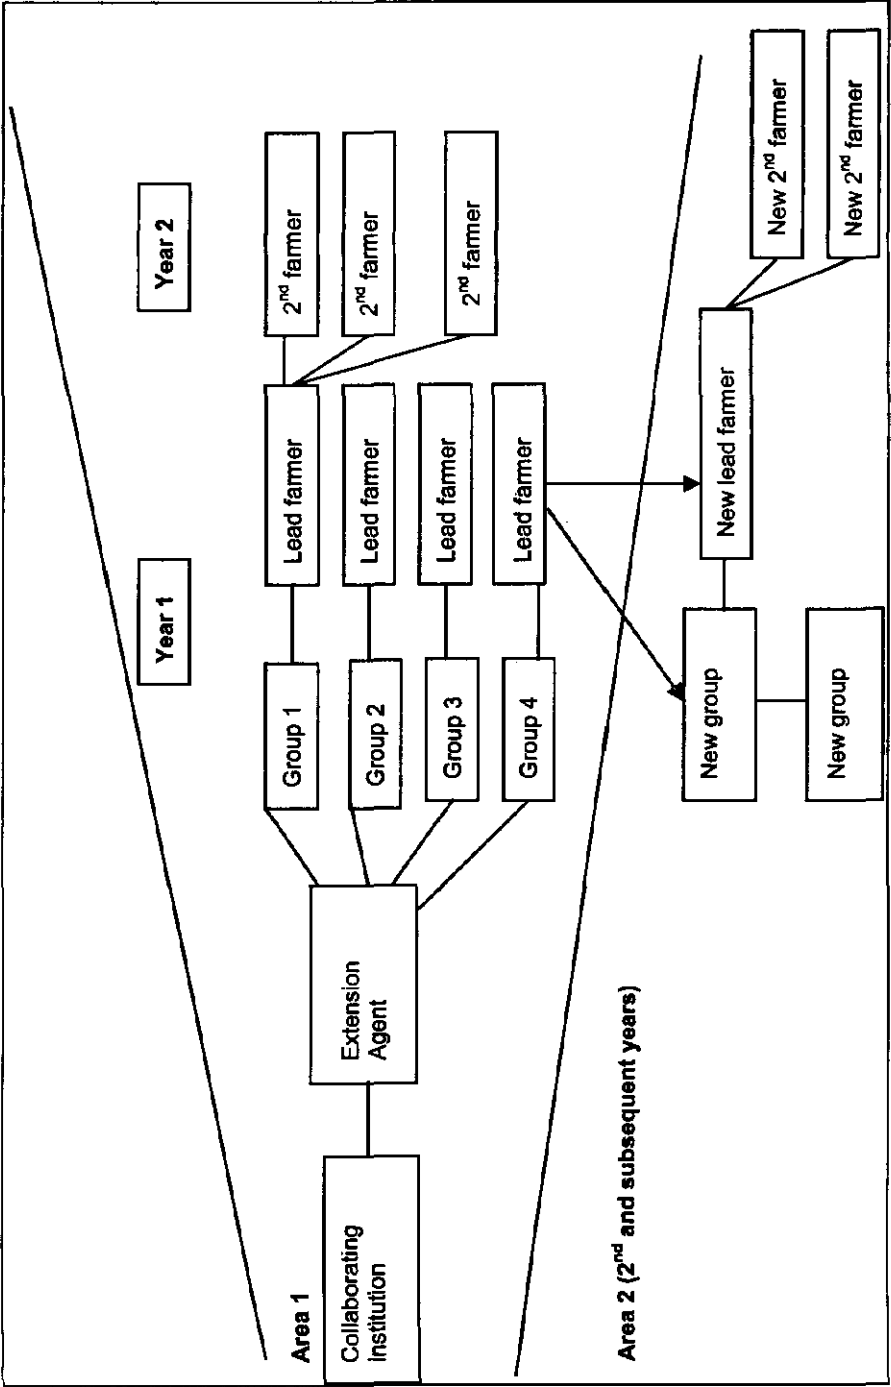 Year 1
Year 2
Area 1
Collaborating
institution
Extension
Agent
Group 1
Lead farmer
2nd farmer
Group 2
Lead farmer
2nd farmer
Group 3
Lead farmer
2nd farmer
Group 4
Lead farmer
Area 2 (2nd and subsequent years)
New group
New lead farmer
New 2nd farmer
New group
New 2nd farmer